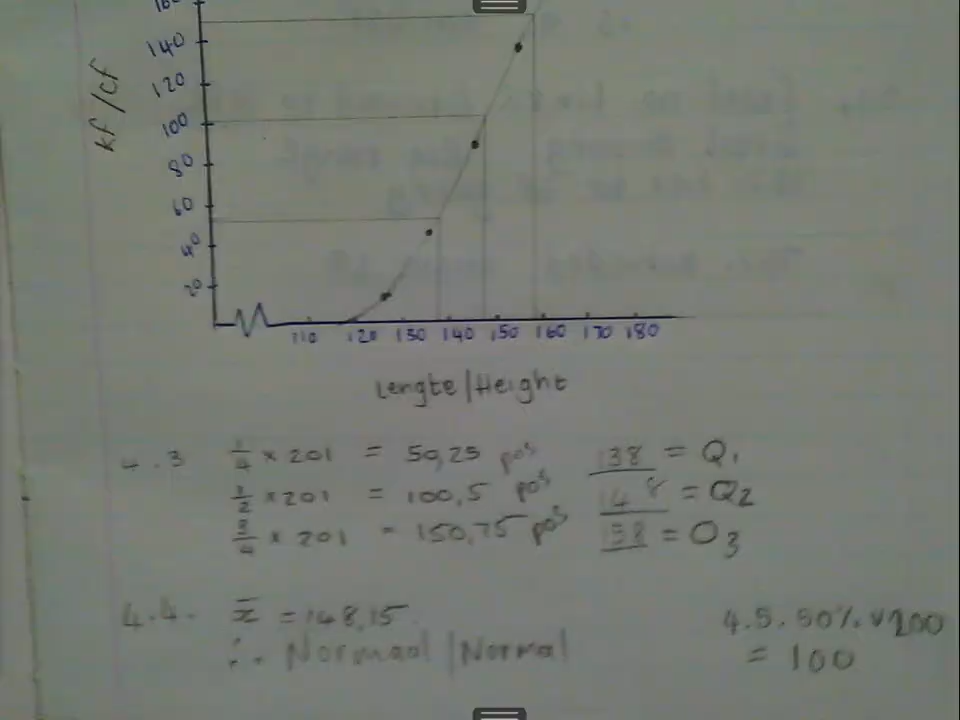 160
140
120
100
80
60
40
20
kf/cf
110 120 130 140 150 160 170 180
Lengte/Height
4.3 1/4 × 201 = 50,25 pos 138 = Q1
1/2 × 201 = 100,5 pos 148 = Q2
3/4 × 201 = 150,75 pos 158 = Q3
4.4. x̄ = 148,15
∴ Normaal/Normal
4.5. 50% × 200
= 100